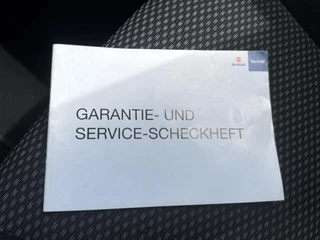 GARANTIE- UND
SERVICE-SCHECKHEFT